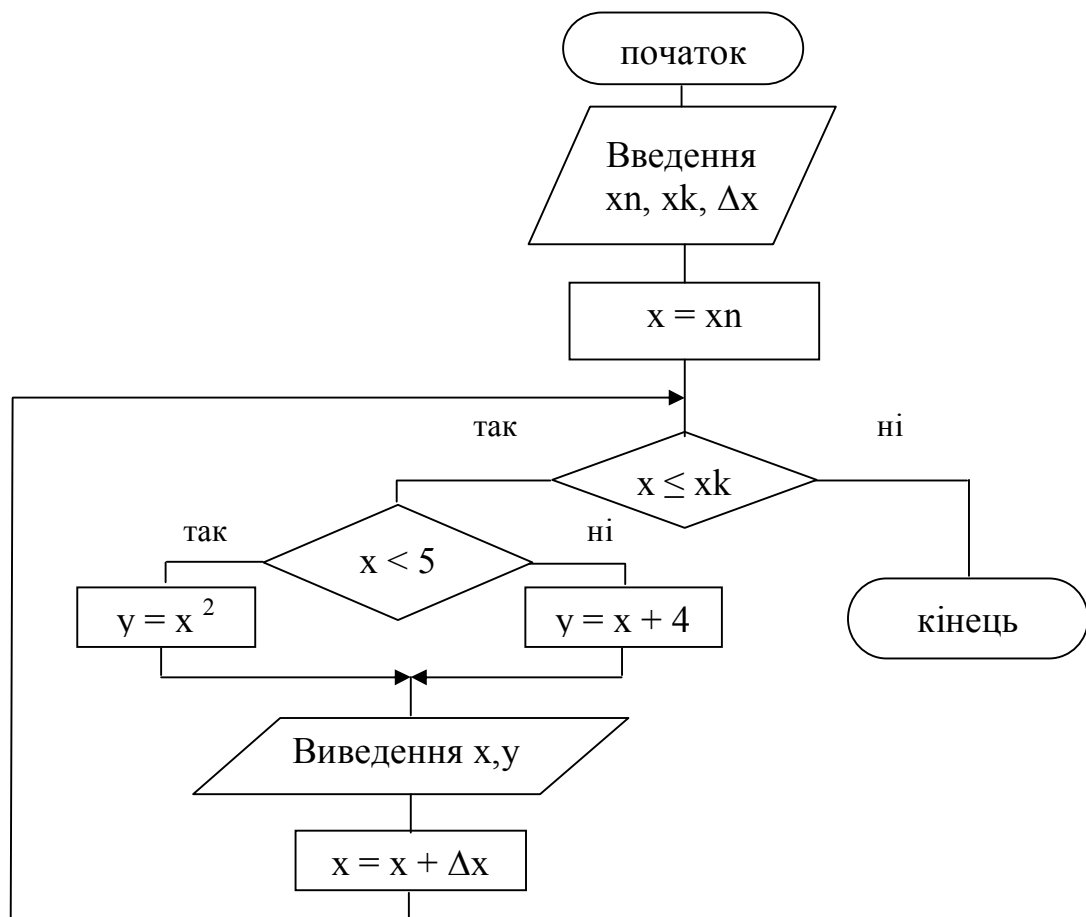 початок
Введення
xn, xk, Δx
x = xn
так
ні
x ≤ xk
так
ні
x < 5
y = x ²
y = x + 4
кінець
Виведення x,y
x = x + Δx